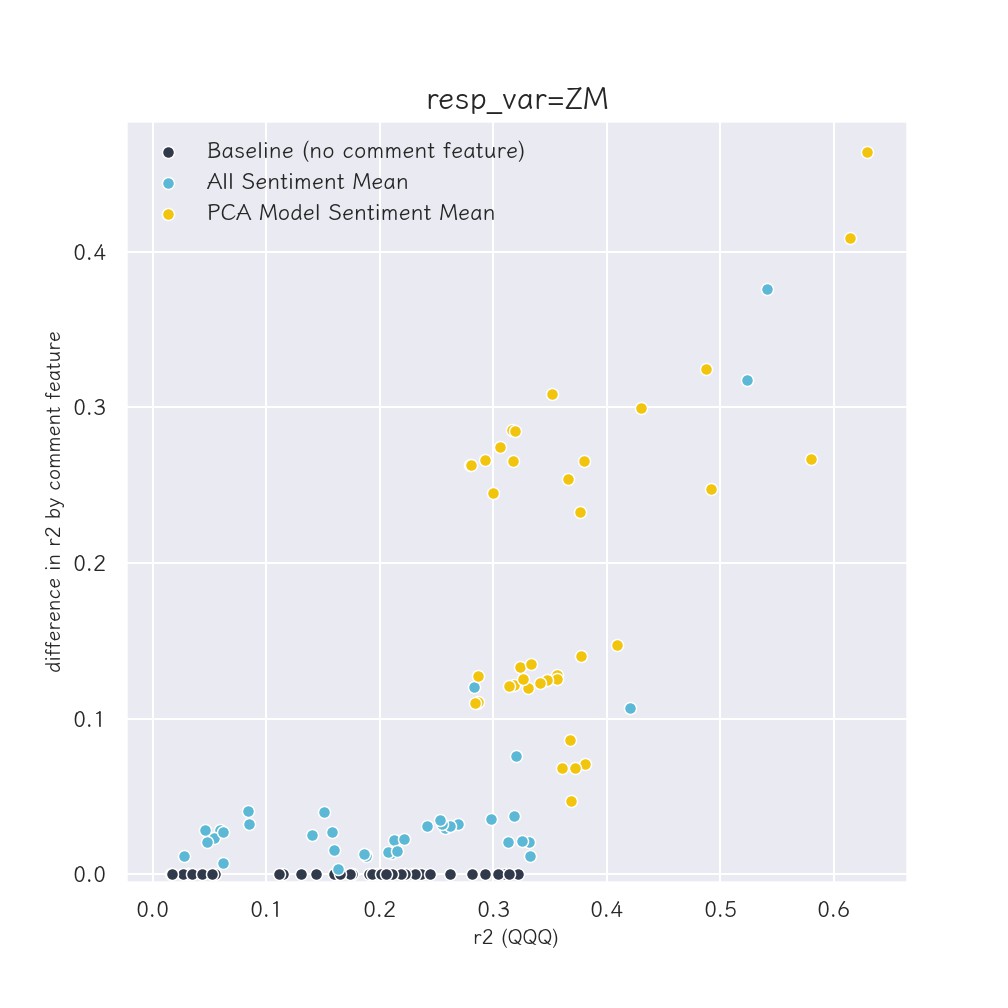 resp_var=ZM
Baseline (no comment feature)
All Sentiment Mean
PCA Model Sentiment Mean
difference in r2 by comment feature
0.4
0.3
0.2
0.1
0.0
0.0 0.1 0.2 0.3 0.4 0.5 0.6
r2 (QQQ)